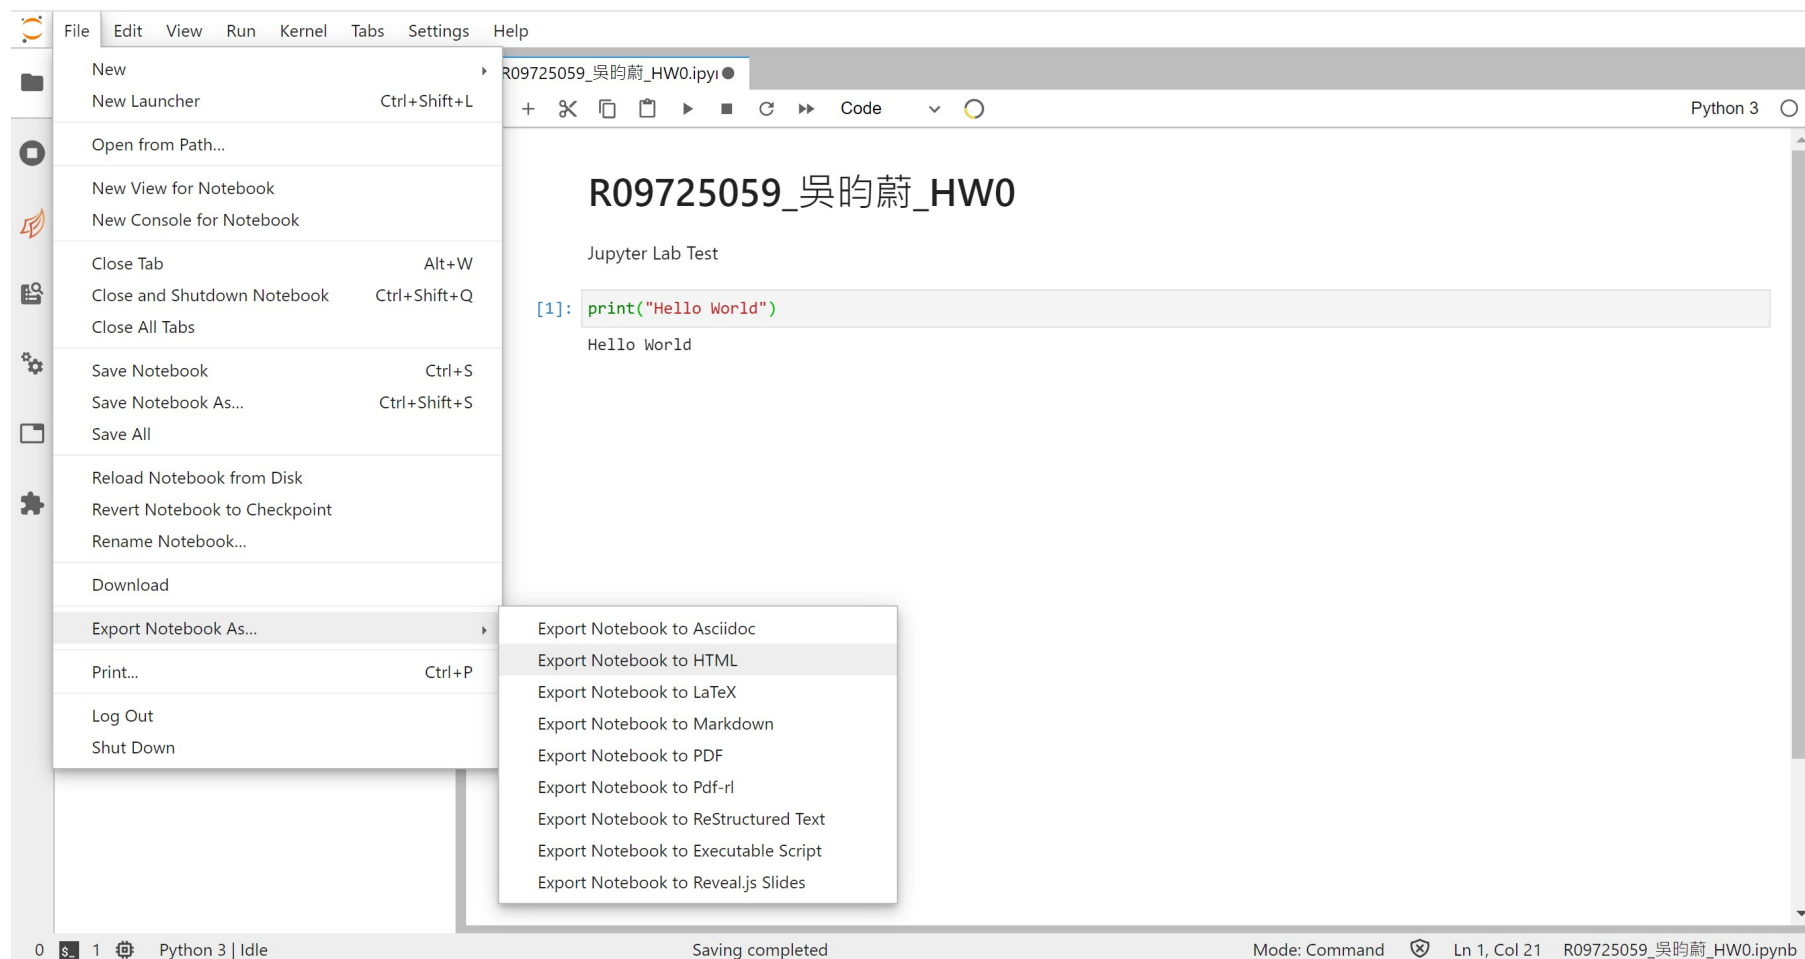 File Edit View Run Kernel Tabs Settings Help
New
New Launcher Ctrl+Shift+L
Open from Path...
New View for Notebook
New Console for Notebook
Close Tab Alt+W
Close and Shutdown Notebook Ctrl+Shift+Q
Close All Tabs
Save Notebook Ctrl+S
Save Notebook As... Ctrl+Shift+S
Save All
Reload Notebook from Disk
Revert Notebook to Checkpoint
Rename Notebook...
Download
Export Notebook As...
Print... Ctrl+P
Log Out
Shut Down
Export Notebook to Asciidoc
Export Notebook to HTML
Export Notebook to LaTeX
Export Notebook to Markdown
Export Notebook to PDF
Export Notebook to Pdf-rl
Export Notebook to ReStructured Text
Export Notebook to Executable Script
Export Notebook to Reveal.js Slides
R09725059_吳昀蔚_HW0.ipyn
Code Python 3
R09725059_吳昀蔚_HW0
Jupyter Lab Test
[1]: print("Hello World")
Hello World
0 $_ 1 Python 3 | Idle Saving completed Mode: Command Ln 1, Col 21 R09725059_吳昀蔚_HW0.ipynb